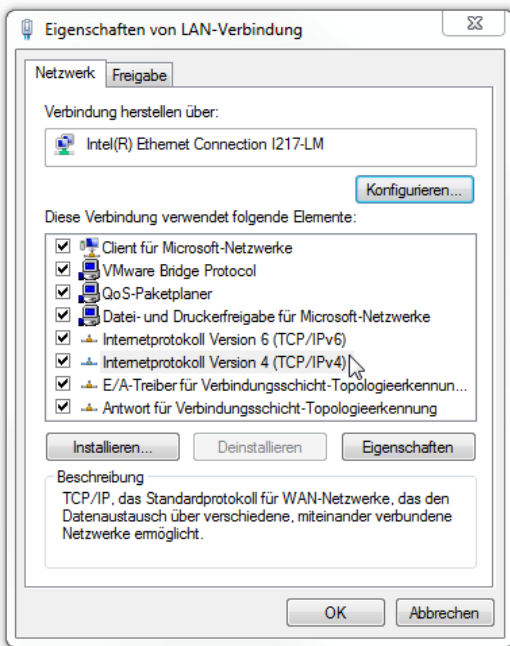 Eigenschaften von LAN-Verbindung
Netzwerk Freigabe
Verbindung herstellen über:
Intel(R) Ethernet Connection I217-LM
Konfigurieren...
Diese Verbindung verwendet folgende Elemente:
Client für Microsoft-Netzwerke
VMware Bridge Protocol
QoS-Paketplaner
Datei- und Druckerfreigabe für Microsoft-Netzwerke
Internetprotokoll Version 6 (TCP/IPv6)
Internetprotokoll Version 4 (TCP/IPv4)
E/A-Treiber für Verbindungsschicht-Topologieerkennun...
Antwort für Verbindungsschicht-Topologieerkennung
Installieren... Deinstallieren Eigenschaften
Beschreibung
TCP/IP, das Standardprotokoll für WAN-Netzwerke, das den
Datenaustausch über verschiedene, miteinander verbundene
Netzwerke ermöglicht.
OK Abbrechen